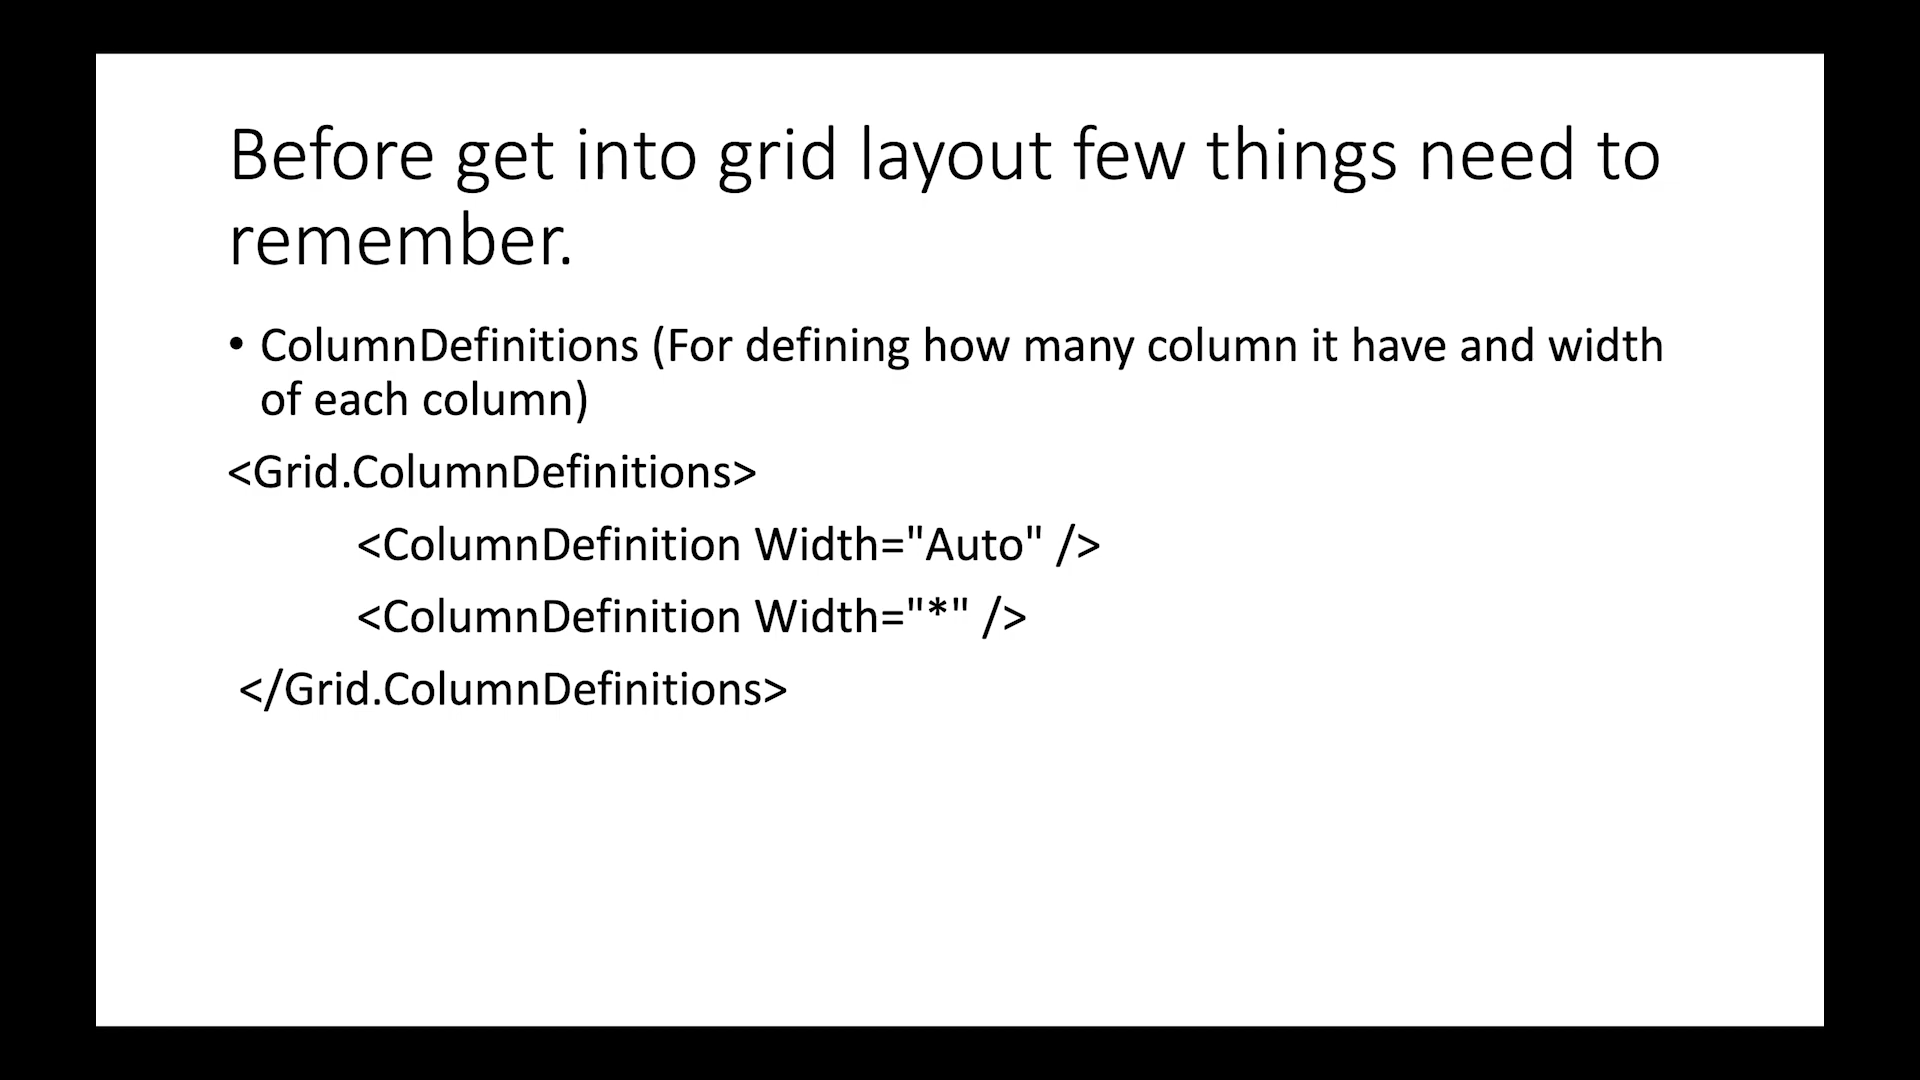 Before get into grid layout few things need to
remember.
• ColumnDefinitions (For defining how many column it have and width
of each column)
<Grid.ColumnDefinitions>
<ColumnDefinition Width="Auto" />
<ColumnDefinition Width="*" />
</Grid.ColumnDefinitions>